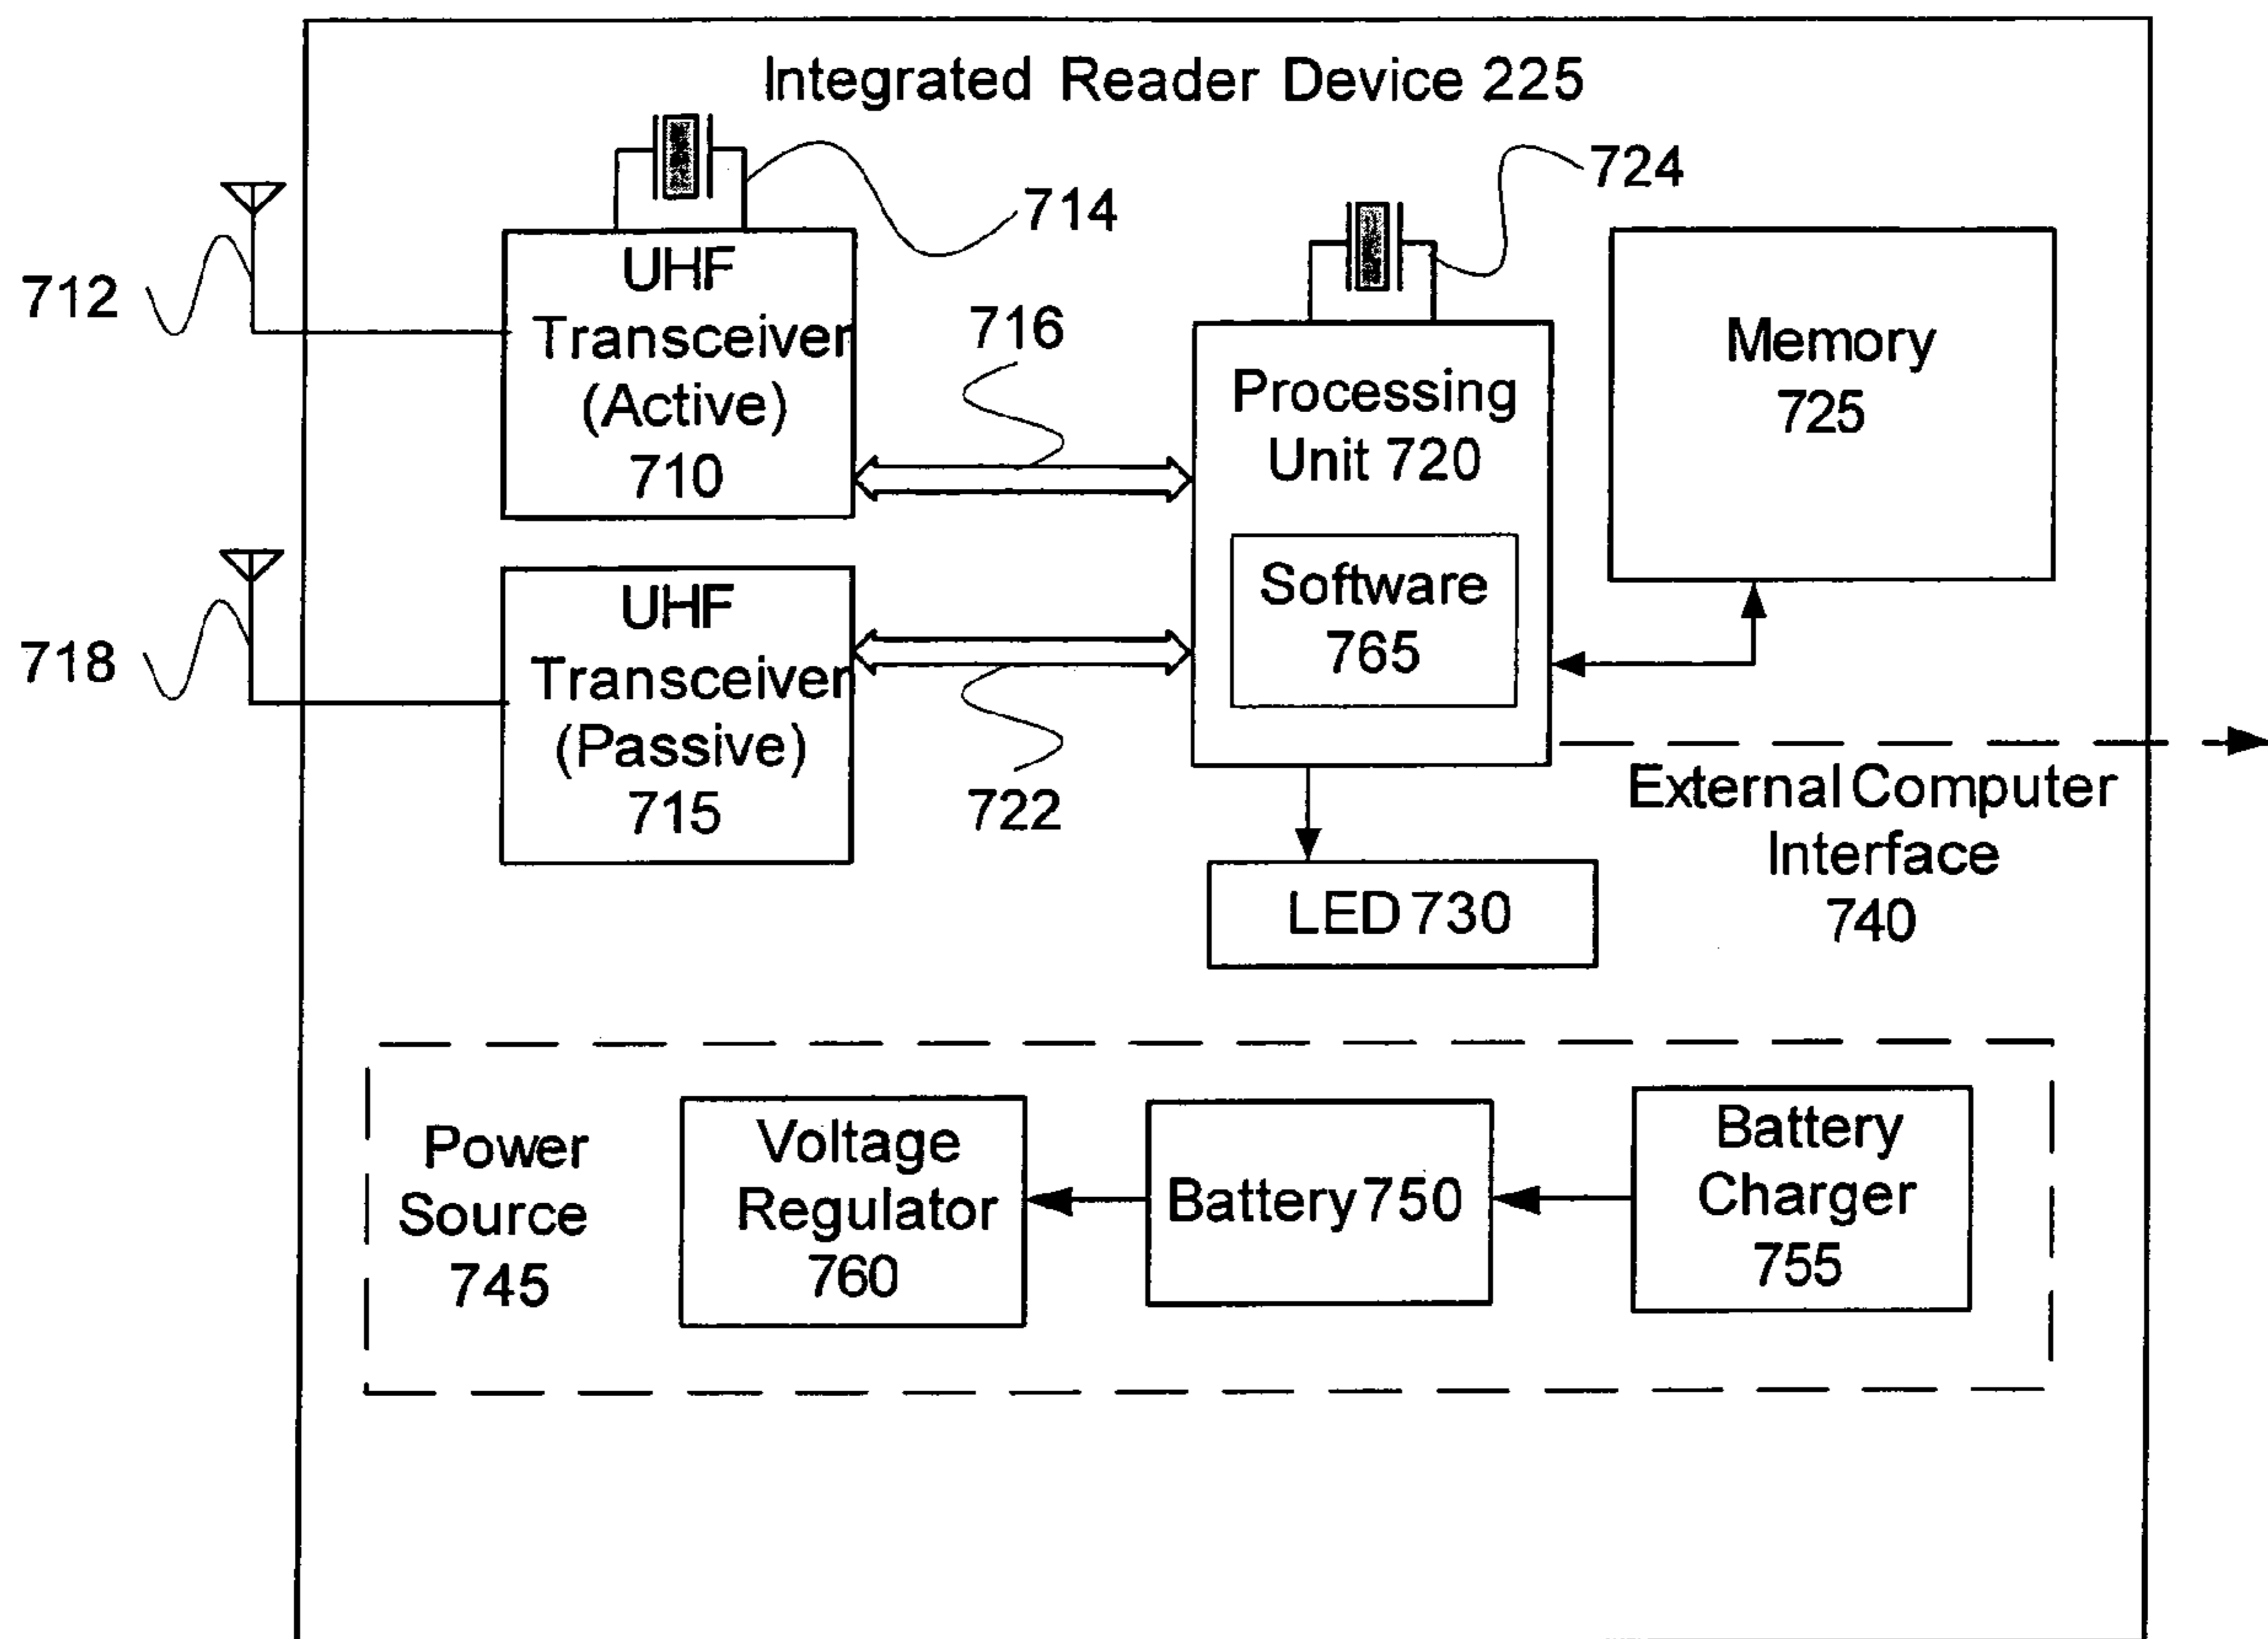 Integrated Reader Device 225
714
724
712
UHF
Transceiver
(Active)
710
716
Processing
Unit 720
Memory
725
718
UHF
Transceiver
(Passive)
715
722
Software
765
External Computer
Interface
740
LED 730
Power
Source
745
Voltage
Regulator
760
Battery 750
Battery
Charger
755